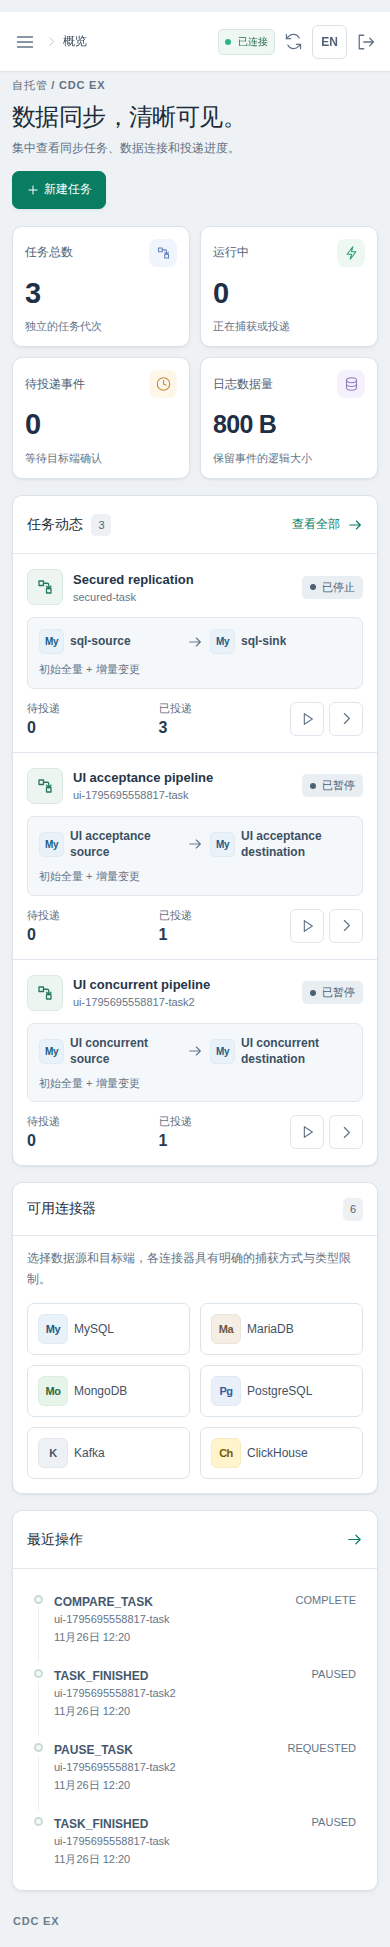 概览
已连接
EN
自托管 / CDC EX
数据同步，清晰可见。
集中查看同步任务、数据连接和投递进度。
新建任务
任务总数
3
独立的任务代次
运行中
0
正在捕获或投递
待投递事件
0
等待目标端确认
日志数据量
800 B
保留事件的逻辑大小
任务动态 3 查看全部
Secured replication
secured-task
已停止
My sql-source
My sql-sink
初始全量 + 增量变更
待投递 已投递
0 3
UI acceptance pipeline
ui-1795695558817-task
已暂停
My UI acceptance source
My UI acceptance destination
初始全量 + 增量变更
待投递 已投递
0 1
UI concurrent pipeline
ui-1795695558817-task2
已暂停
My UI concurrent source
My UI concurrent destination
初始全量 + 增量变更
待投递 已投递
0 1
可用连接器 6
选择数据源和目标端，各连接器具有明确的捕获方式与类型限
制。
My MySQL
Ma MariaDB
Mo MongoDB
Pg PostgreSQL
K Kafka
Ch ClickHouse
最近操作
COMPARE_TASK COMPLETE
ui-1795695558817-task
11月26日 12:20
TASK_FINISHED PAUSED
ui-1795695558817-task2
11月26日 12:20
PAUSE_TASK REQUESTED
ui-1795695558817-task2
11月26日 12:20
TASK_FINISHED PAUSED
ui-1795695558817-task
11月26日 12:20
CDC EX